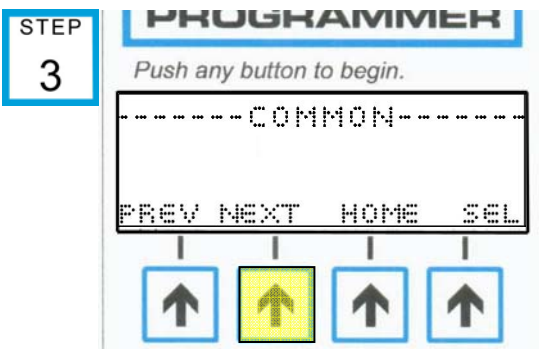 STEP
3
PROGRAMMER
Push any button to begin.
------COMMON------
PREV NEXT HOME SEL